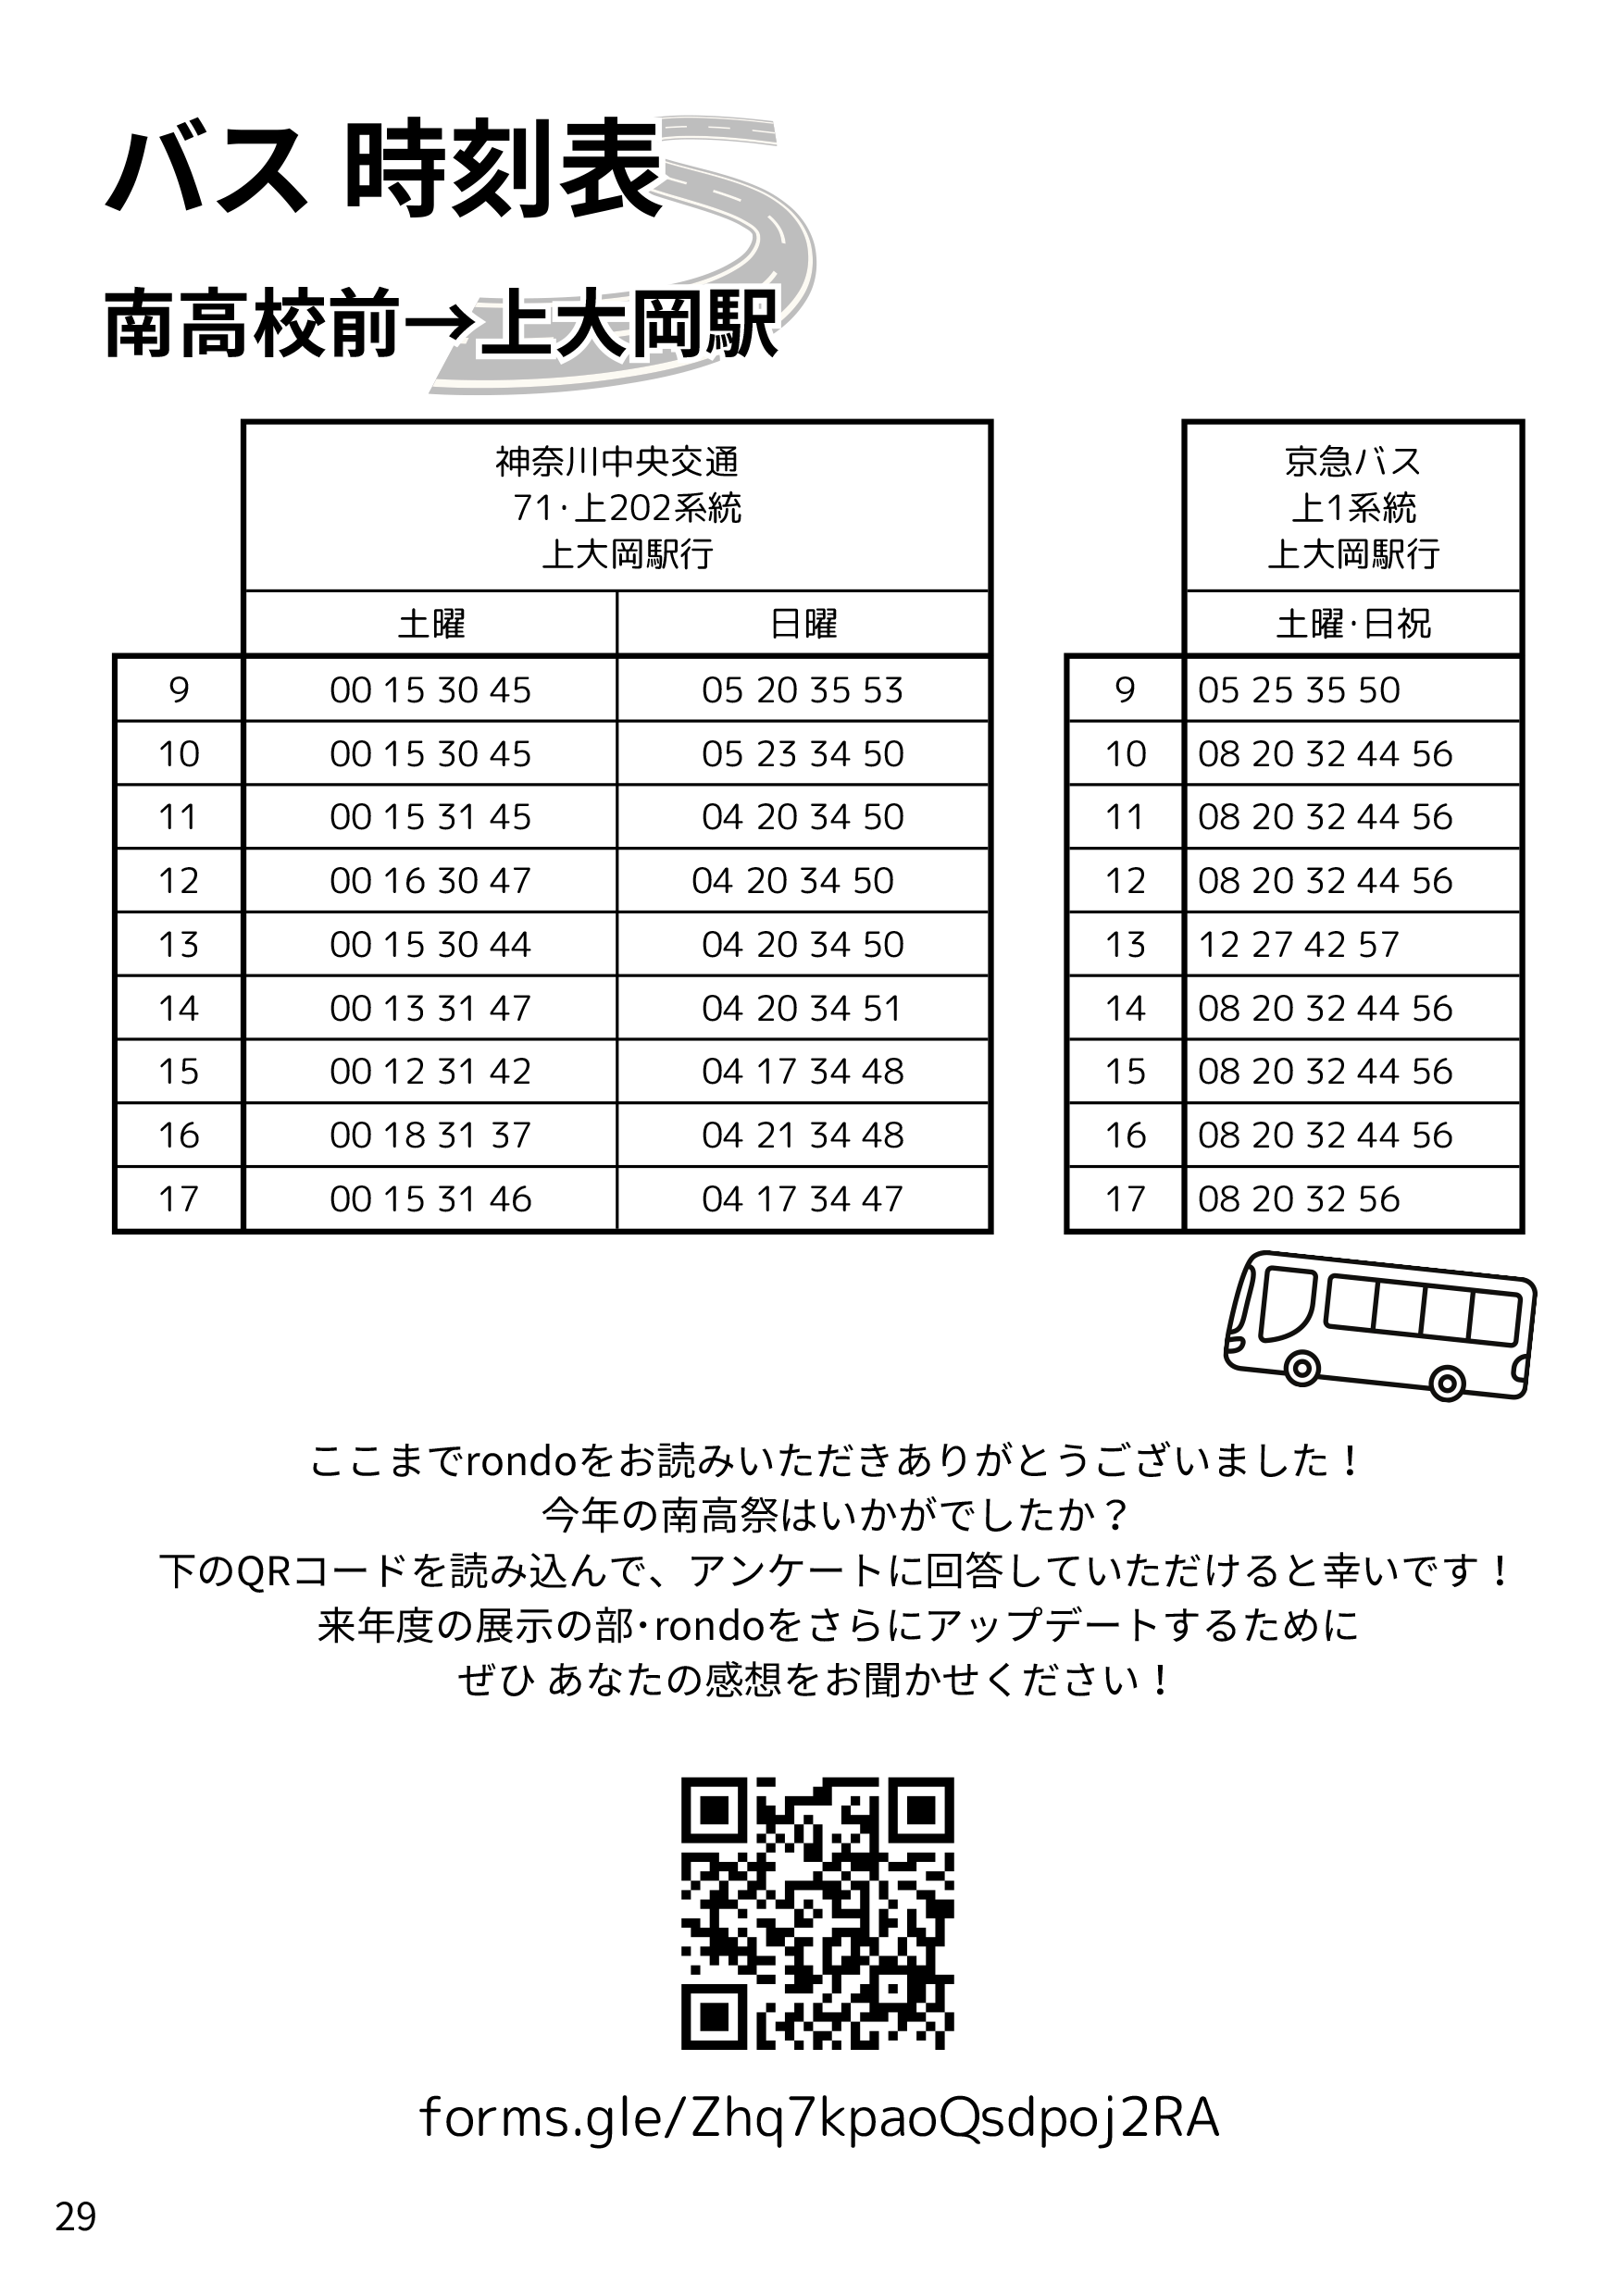 バス 時刻表
南高校前→上大岡駅
神奈川中央交通
71･上202系統
上大岡駅行
土曜 日曜
9 00 15 30 45 05 20 35 53
10 00 15 30 45 05 23 34 50
11 00 15 31 45 04 20 34 50
12 00 16 30 47 04 20 34 50
13 00 15 30 44 04 20 34 50
14 00 13 31 47 04 20 34 51
15 00 12 31 42 04 17 34 48
16 00 18 31 37 04 21 34 48
17 00 15 31 46 04 17 34 47
京急バス
上1系統
上大岡駅行
土曜･日祝
9 05 25 35 50
10 08 20 32 44 56
11 08 20 32 44 56
12 08 20 32 44 56
13 12 27 42 57
14 08 20 32 44 56
15 08 20 32 44 56
16 08 20 32 44 56
17 08 20 32 56
ここまでrondoをお読みいただきありがとうございました！
今年の南高祭はいかがでしたか？
下のQRコードを読み込んで、アンケートに回答していただけると幸いです！
来年度の展示の部･rondoをさらにアップデートするために
ぜひ あなたの感想をお聞かせください！
forms.gle/Zhq7kpaoQsdpoj2RA
29